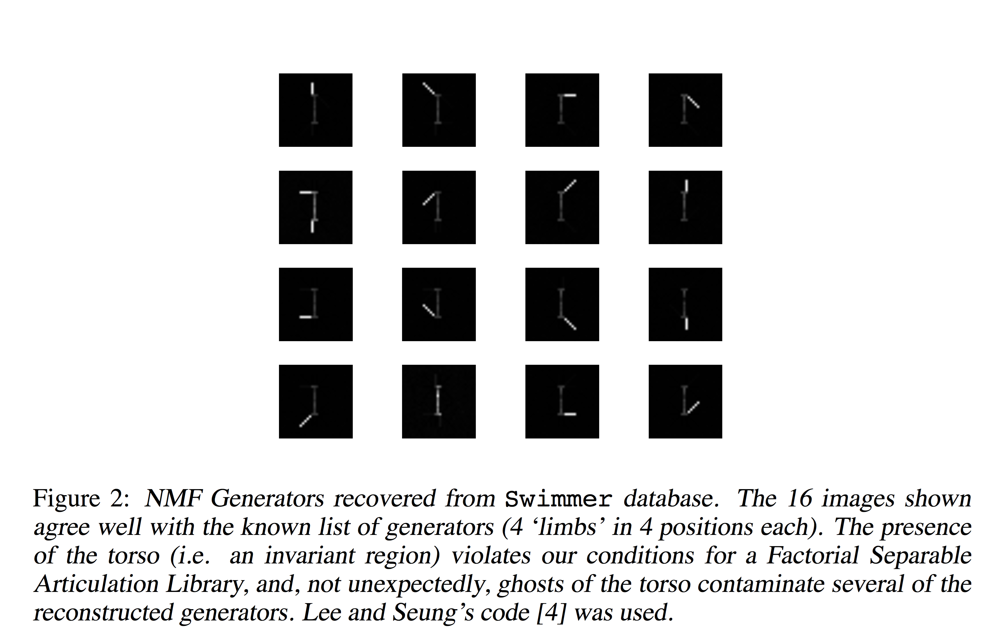 Figure 2: NMF Generators recovered from Swimmer database. The 16 images shown
agree well with the known list of generators (4 ‘limbs’ in 4 positions each). The presence
of the torso (i.e. an invariant region) violates our conditions for a Factorial Separable
Articulation Library, and, not unexpectedly, ghosts of the torso contaminate several of the
reconstructed generators. Lee and Seung’s code [4] was used.